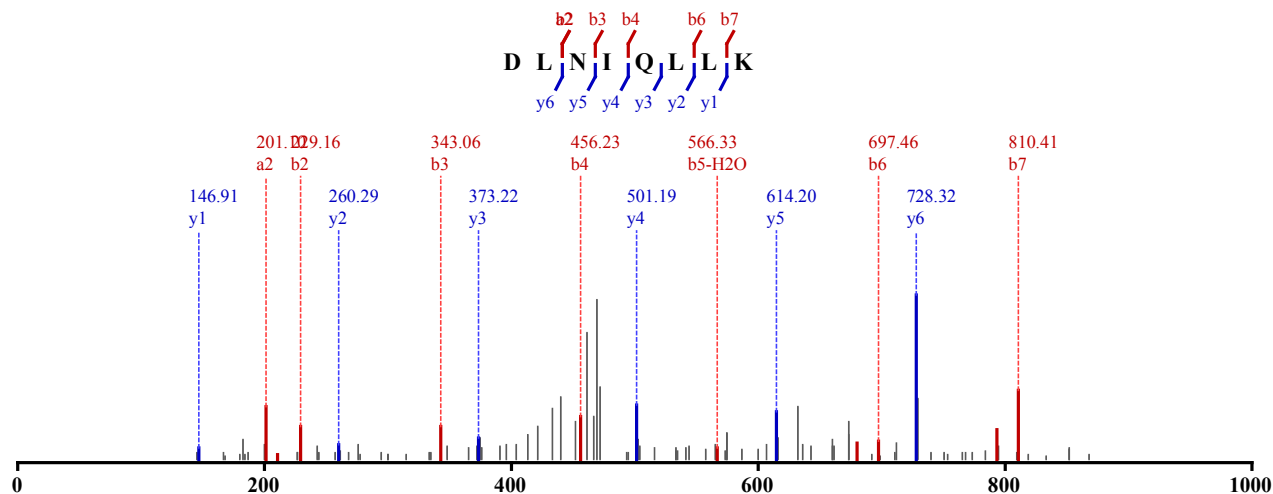 a2 b2 b3 b4 b6 b7
D L N I Q L L K
y6 y5 y4 y3 y2 y1
201.10 229.16 343.06 456.23 566.33 697.46 810.41
a2 b2 b3 b4 b5-H2O b6 b7
146.91 260.29 373.22 501.19 614.20 728.32
y1 y2 y3 y4 y5 y6
0 200 400 600 800 1000